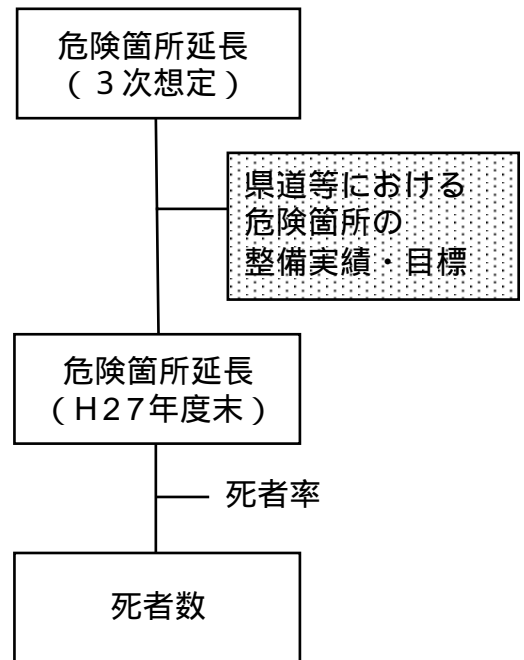 危険箇所延長
(3次想定)
県道等における
危険箇所の
整備実績・目標
危険箇所延長
(H27年度末)
死者率
死者数